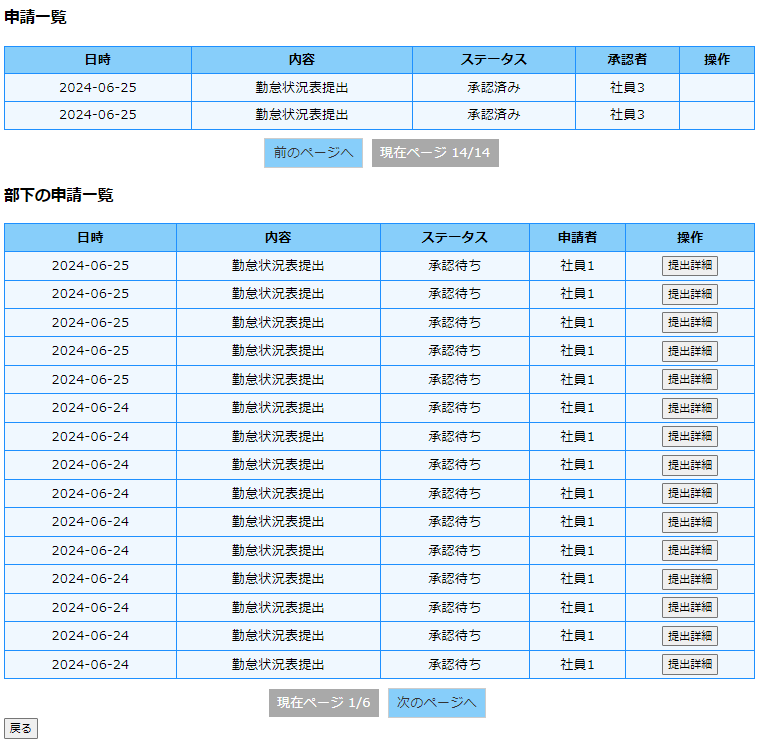 申請一覧
日時 内容 ステータス 承認者 操作
2024-06-25 勤怠状況表提出 承認済み 社員3
2024-06-25 勤怠状況表提出 承認済み 社員3
前のページへ 現在ページ 14/14
部下の申請一覧
日時 内容 ステータス 申請者 操作
2024-06-25 勤怠状況表提出 承認待ち 社員1 提出詳細
2024-06-25 勤怠状況表提出 承認待ち 社員1 提出詳細
2024-06-25 勤怠状況表提出 承認待ち 社員1 提出詳細
2024-06-25 勤怠状況表提出 承認待ち 社員1 提出詳細
2024-06-25 勤怠状況表提出 承認待ち 社員1 提出詳細
2024-06-24 勤怠状況表提出 承認待ち 社員1 提出詳細
2024-06-24 勤怠状況表提出 承認待ち 社員1 提出詳細
2024-06-24 勤怠状況表提出 承認待ち 社員1 提出詳細
2024-06-24 勤怠状況表提出 承認待ち 社員1 提出詳細
2024-06-24 勤怠状況表提出 承認待ち 社員1 提出詳細
2024-06-24 勤怠状況表提出 承認待ち 社員1 提出詳細
2024-06-24 勤怠状況表提出 承認待ち 社員1 提出詳細
2024-06-24 勤怠状況表提出 承認待ち 社員1 提出詳細
2024-06-24 勤怠状況表提出 承認待ち 社員1 提出詳細
2024-06-24 勤怠状況表提出 承認待ち 社員1 提出詳細
現在ページ 1/6 次のページへ
戻る